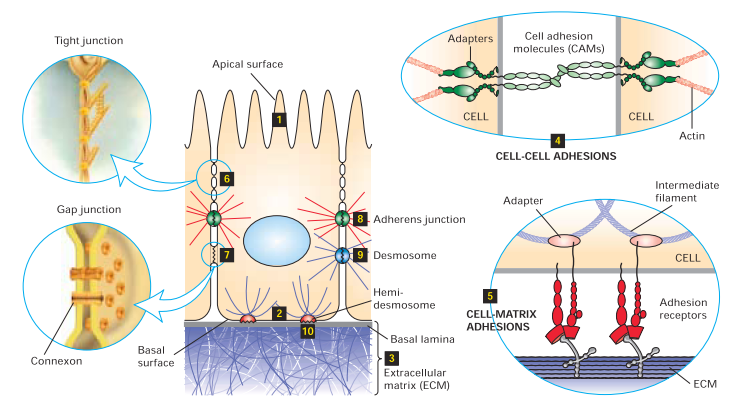 Tight junction
Apical surface
1
6
Gap junction
7
8
Adherens junction
9
Desmosome
2
Hemi-
desmosome
10
Connexon
Basal
surface
Basal lamina
3
Extracellular
matrix (ECM)
Adapters
Cell adhesion
molecules (CAMs)
CELL
CELL
Actin
4
CELL-CELL ADHESIONS
Adapter
Intermediate
filament
CELL
5
CELL-MATRIX
ADHESIONS
Adhesion
receptors
ECM